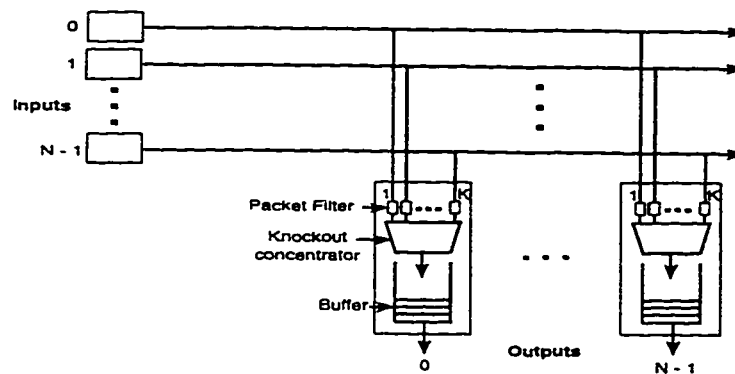 0
1
Inputs
N - 1
1 K
1 K
Packet Filter
Knockout
concentrator
Buffer
Outputs
0
N - 1